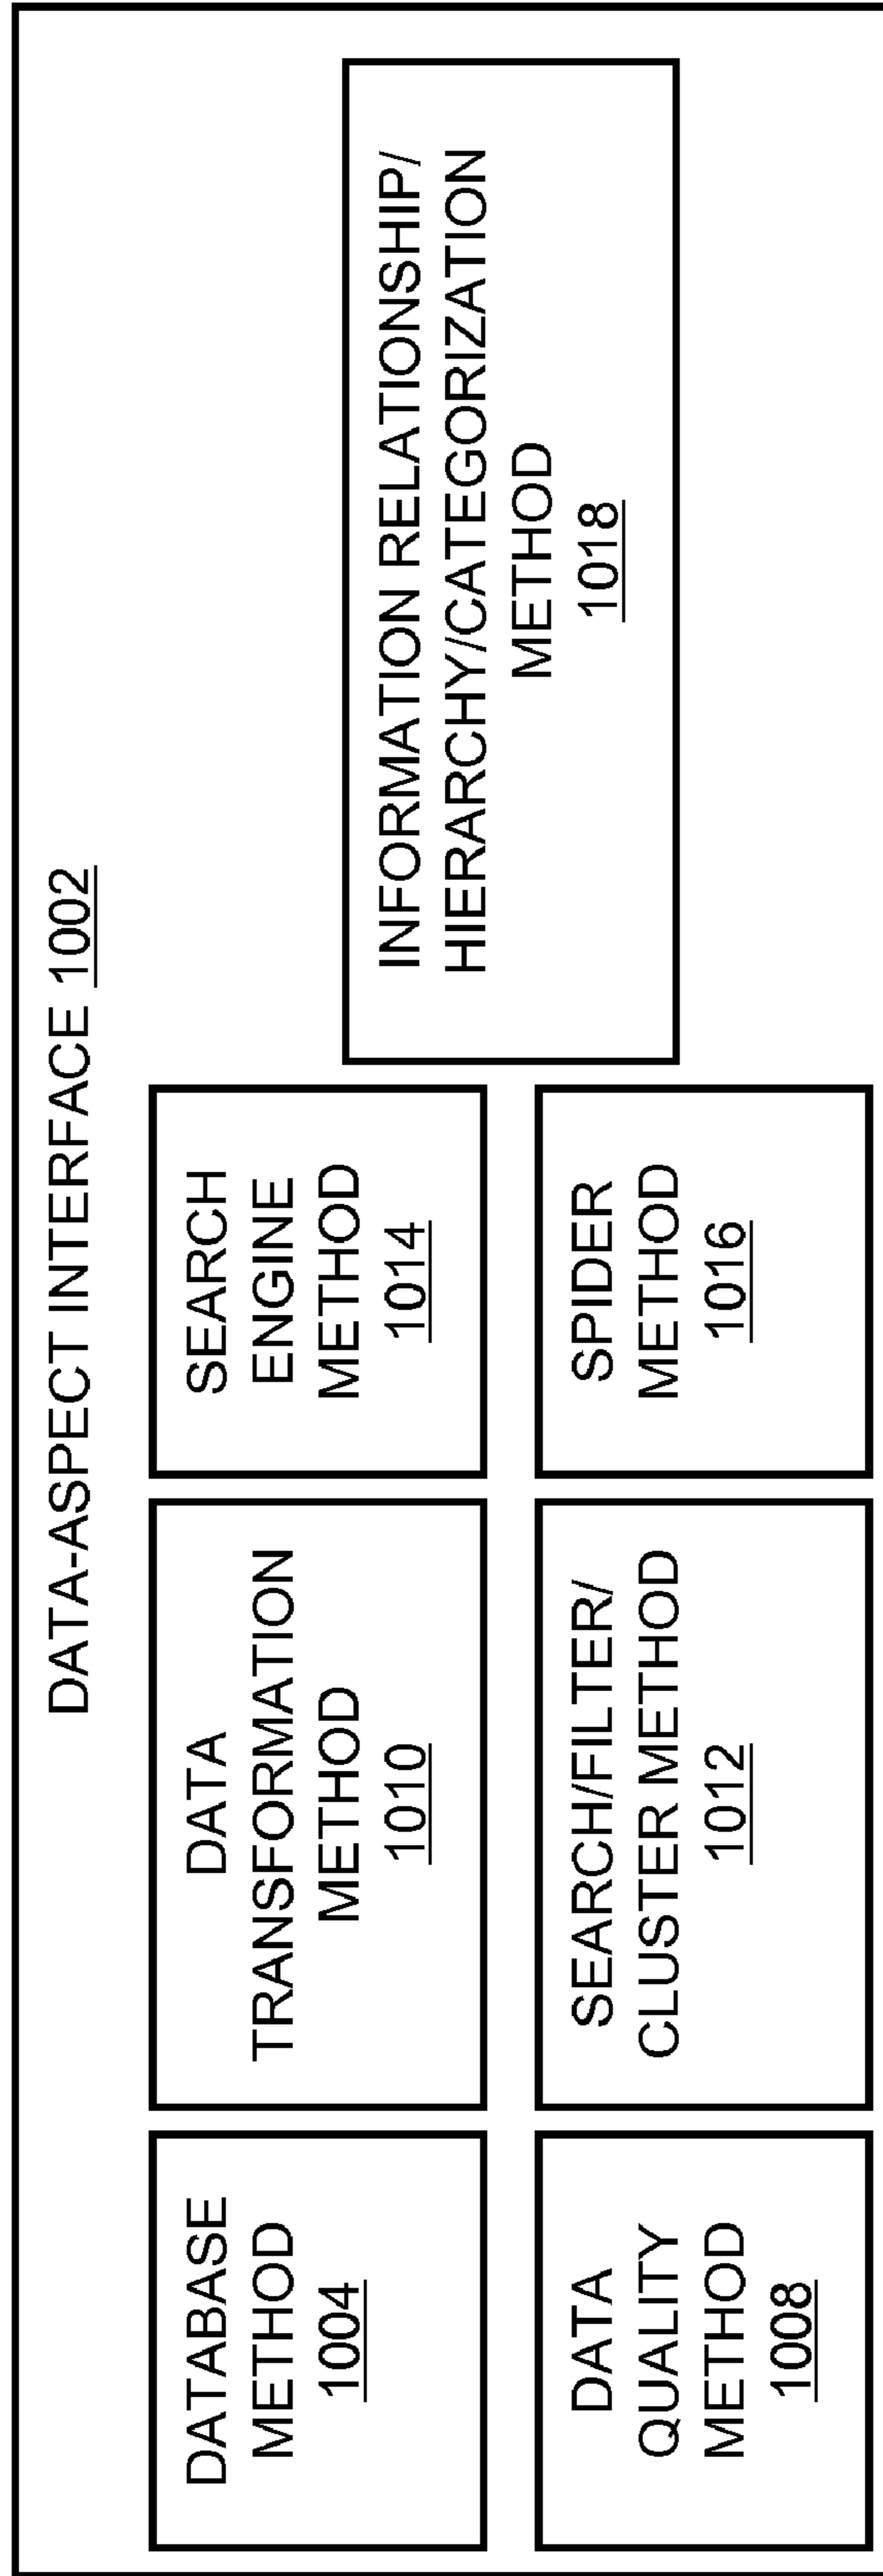 DATA-ASPECT INTERFACE 1002
DATABASE
METHOD
1004
DATA
TRANSFORMATION
METHOD
1010
SEARCH
ENGINE
METHOD
1014
INFORMATION RELATIONSHIP/
HIERARCHY/CATEGORIZATION
METHOD
1018
DATA
QUALITY
METHOD
1008
SEARCH/FILTER/
CLUSTER METHOD
1012
SPIDER
METHOD
1016